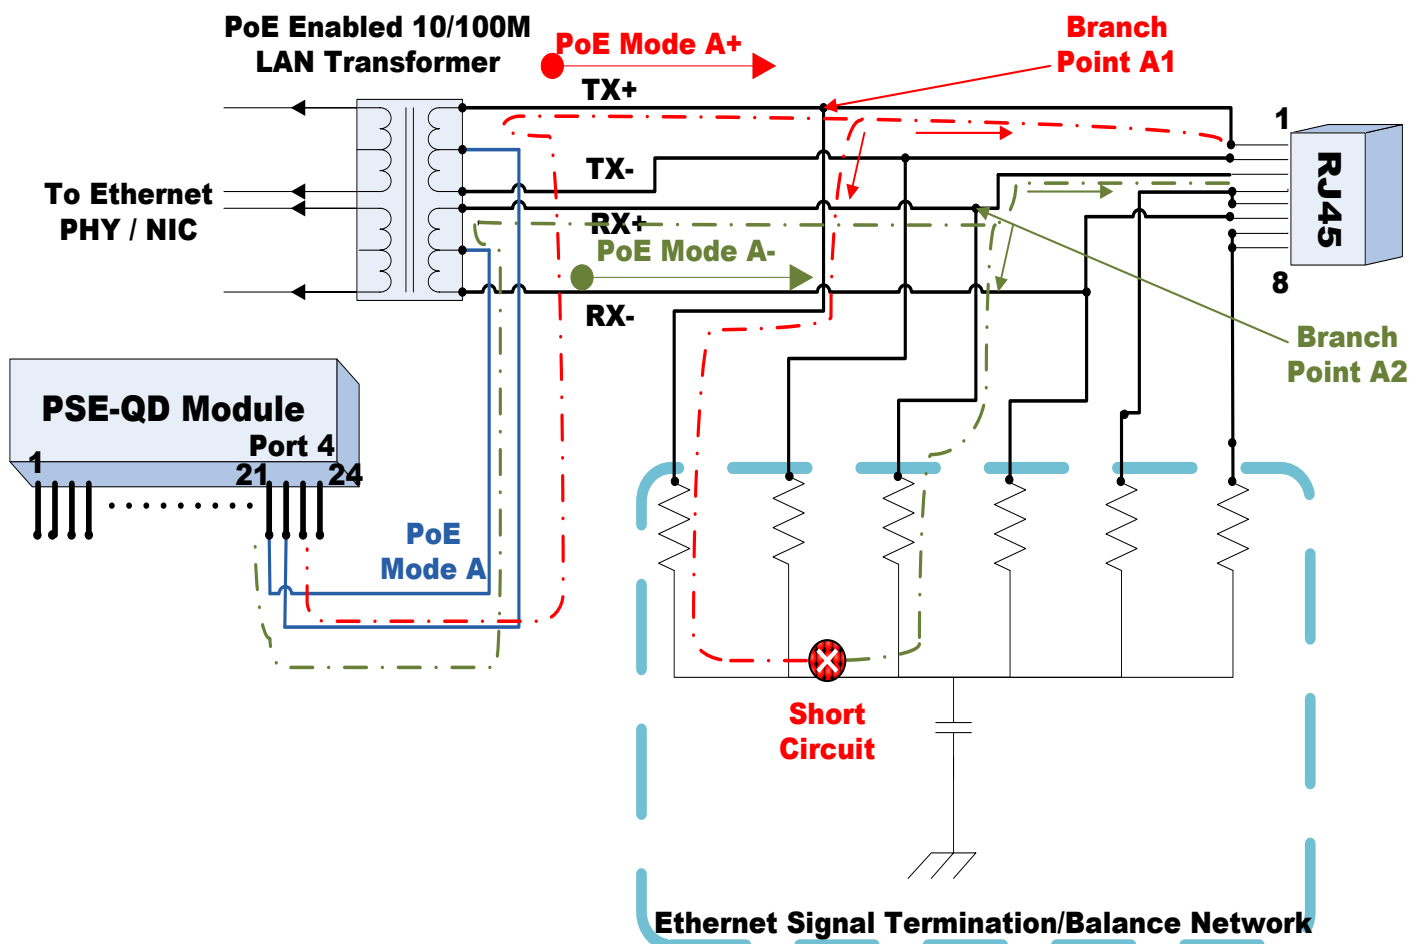 PoE Enabled 10/100M
LAN Transformer
PoE Mode A+
Branch
Point A1
TX+
1
TX-
RJ45
To Ethernet
PHY / NIC
RX+
PoE Mode A-
8
RX-
Branch
Point A2
PSE-QD Module
Port 4
1
21
24
PoE
Mode A
Short
Circuit
Ethernet Signal Termination/Balance Network